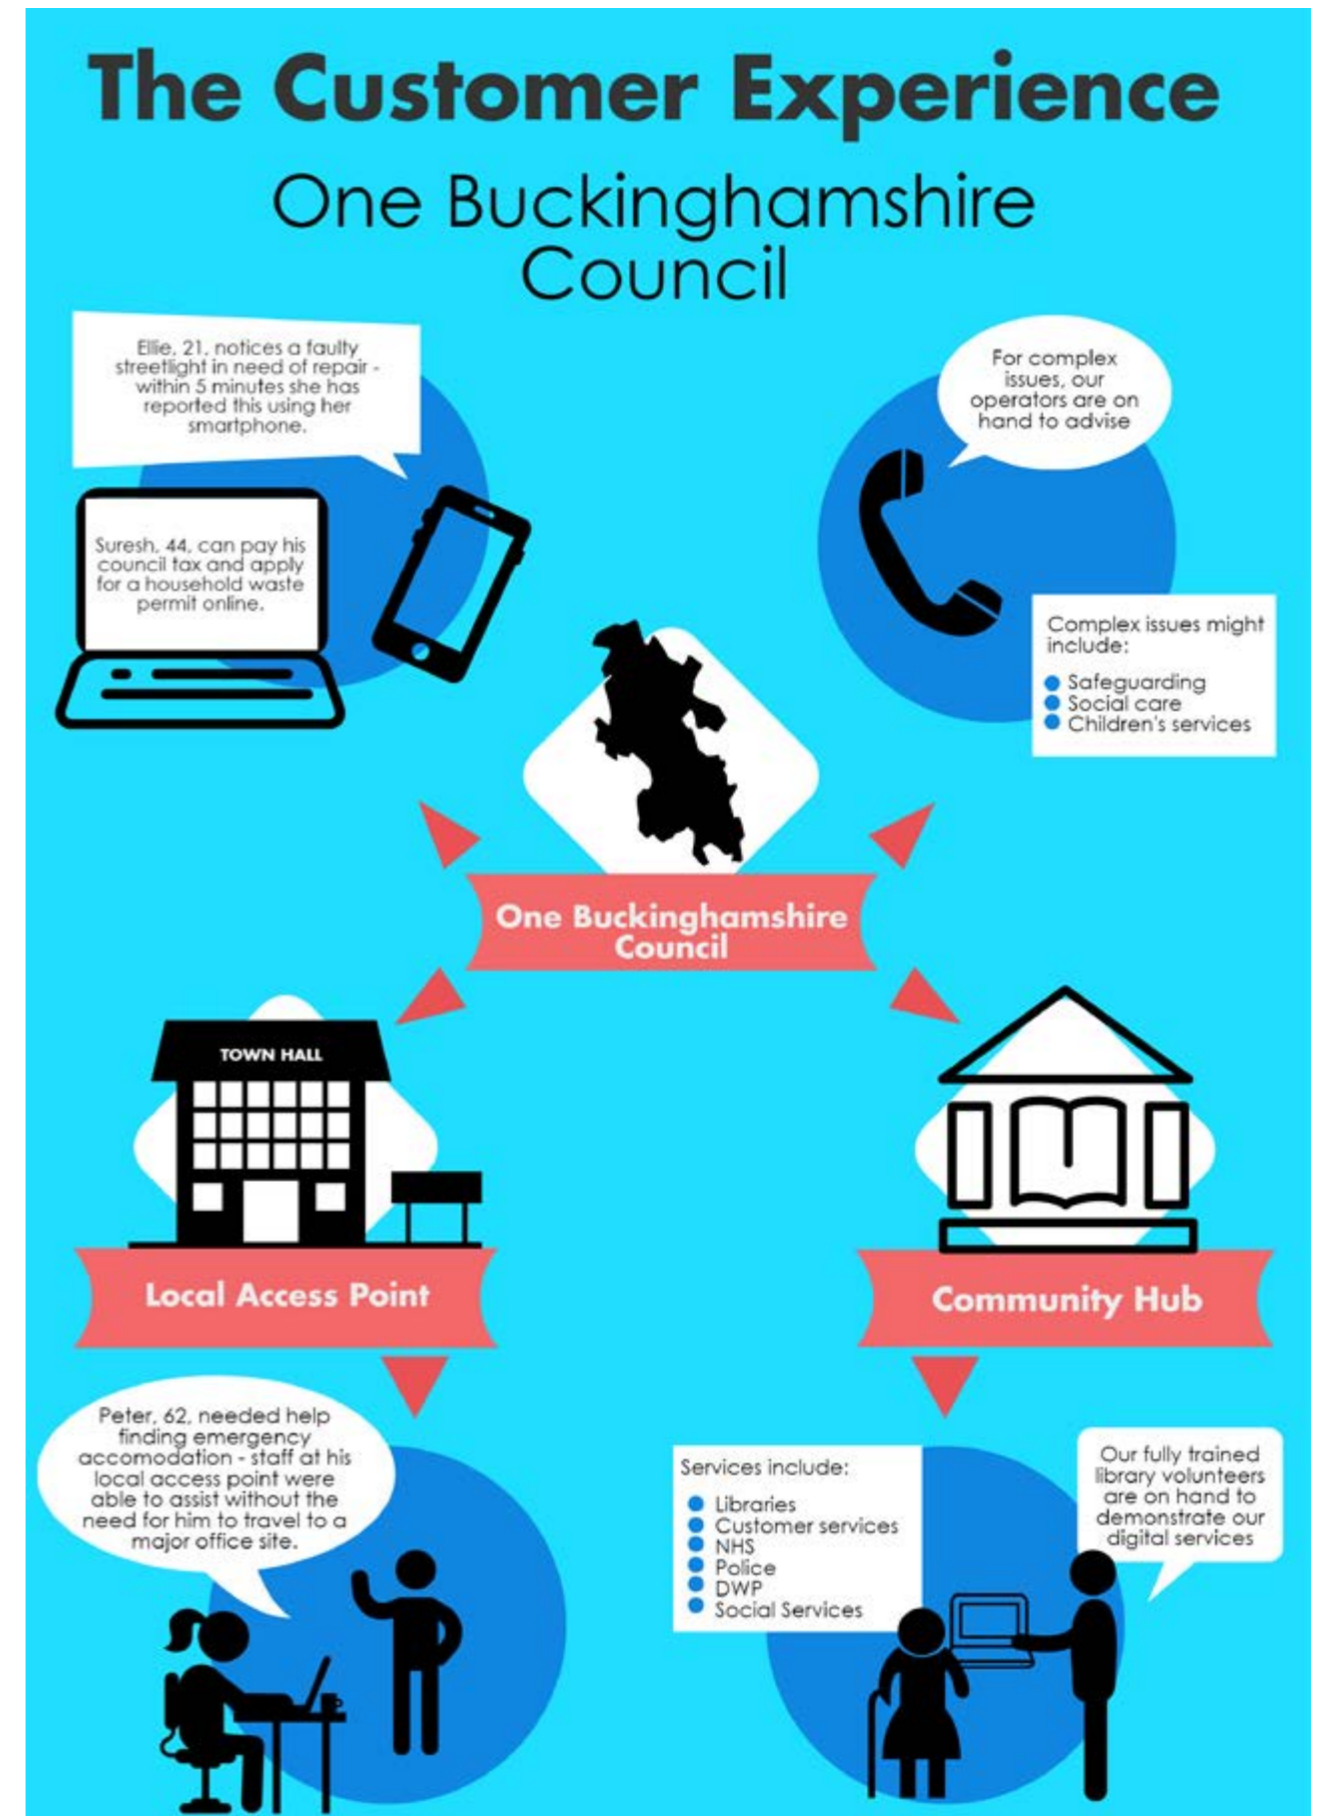 The Customer Experience
One Buckinghamshire
Council
Ellie, 21, notices a faulty
streetlight in need of repair -
within 5 minutes she has
reported this using her
smartphone.
Suresh, 44, can pay his
council tax and apply
for a household waste
permit online.
For complex
issues, our
operators are on
hand to advise
Complex issues might
include:
Safeguarding
Social care
Children's services
One Buckinghamshire
Council
TOWN HALL
Local Access Point
Community Hub
Peter, 62, needed help
finding emergency
accomodation - staff at his
local access point were
able to assist without the
need for him to travel to a
major office site.
Services include:
Libraries
Customer services
NHS
Police
DWP
Social Services
Our fully trained
library volunteers
are on hand to
demonstrate our
digital services